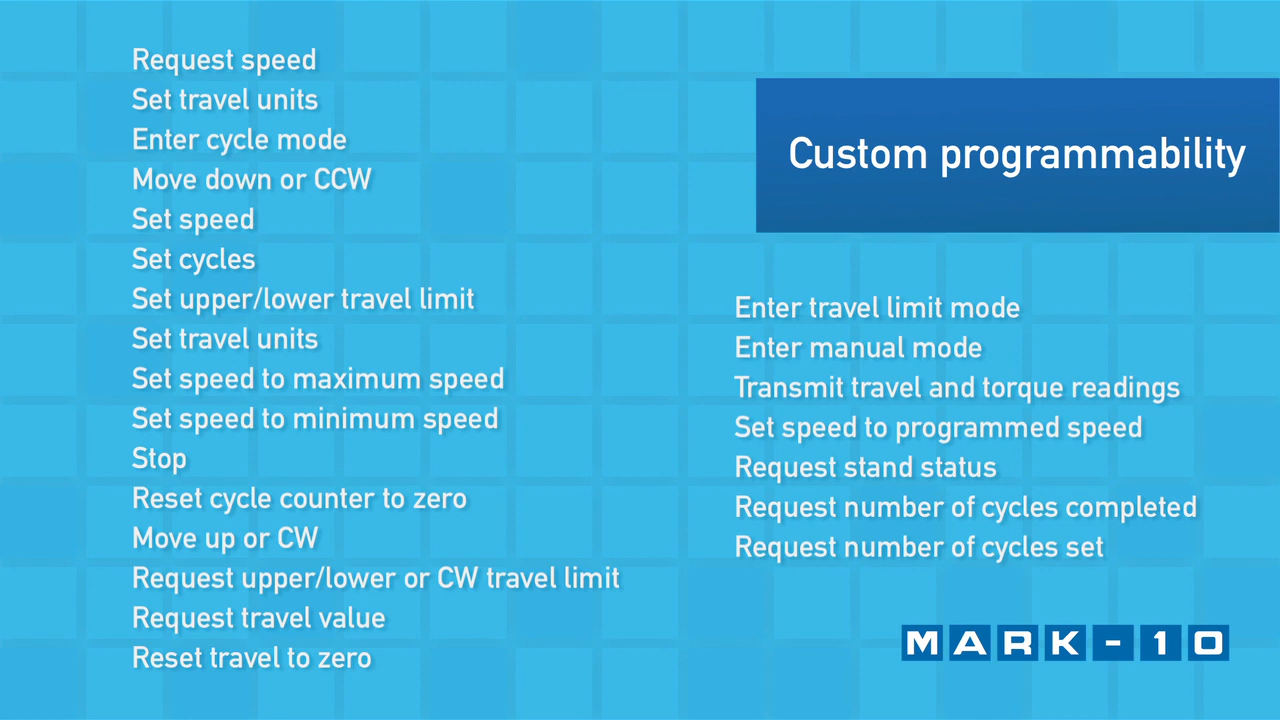 Request speed
Set travel units
Enter cycle mode
Move down or CCW
Set speed
Set cycles
Set upper/lower travel limit
Set travel units
Set speed to maximum speed
Set speed to minimum speed
Stop
Reset cycle counter to zero
Move up or CW
Request upper/lower or CW travel limit
Request travel value
Reset travel to zero
Custom programmability
Enter travel limit mode
Enter manual mode
Transmit travel and torque readings
Set speed to programmed speed
Request stand status
Request number of cycles completed
Request number of cycles set
MARK-10